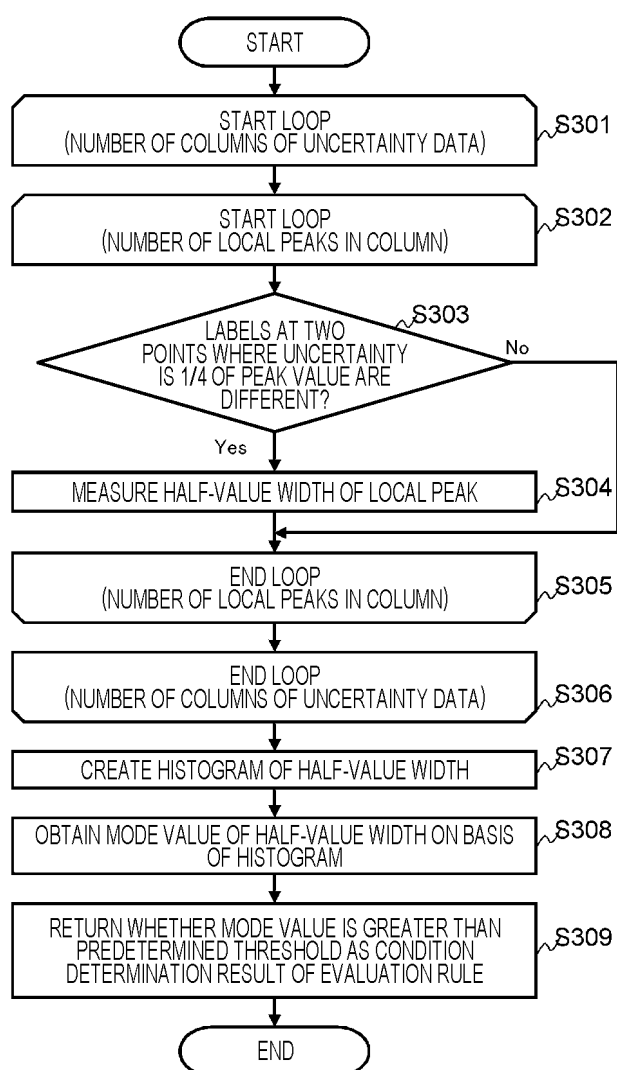 START
START LOOP
(NUMBER OF COLUMNS OF UNCERTAINTY DATA)
S301
START LOOP
(NUMBER OF LOCAL PEAKS IN COLUMN)
S302
S303
LABELS AT TWO
POINTS WHERE UNCERTAINTY
IS 1/4 OF PEAK VALUE ARE
DIFFERENT?
No
Yes
MEASURE HALF-VALUE WIDTH OF LOCAL PEAK
S304
END LOOP
(NUMBER OF LOCAL PEAKS IN COLUMN)
S305
END LOOP
(NUMBER OF COLUMNS OF UNCERTAINTY DATA)
S306
CREATE HISTOGRAM OF HALF-VALUE WIDTH
S307
OBTAIN MODE VALUE OF HALF-VALUE WIDTH ON BASIS
OF HISTOGRAM
S308
RETURN WHETHER MODE VALUE IS GREATER THAN
PREDETERMINED THRESHOLD AS CONDITION
DETERMINATION RESULT OF EVALUATION RULE
S309
END